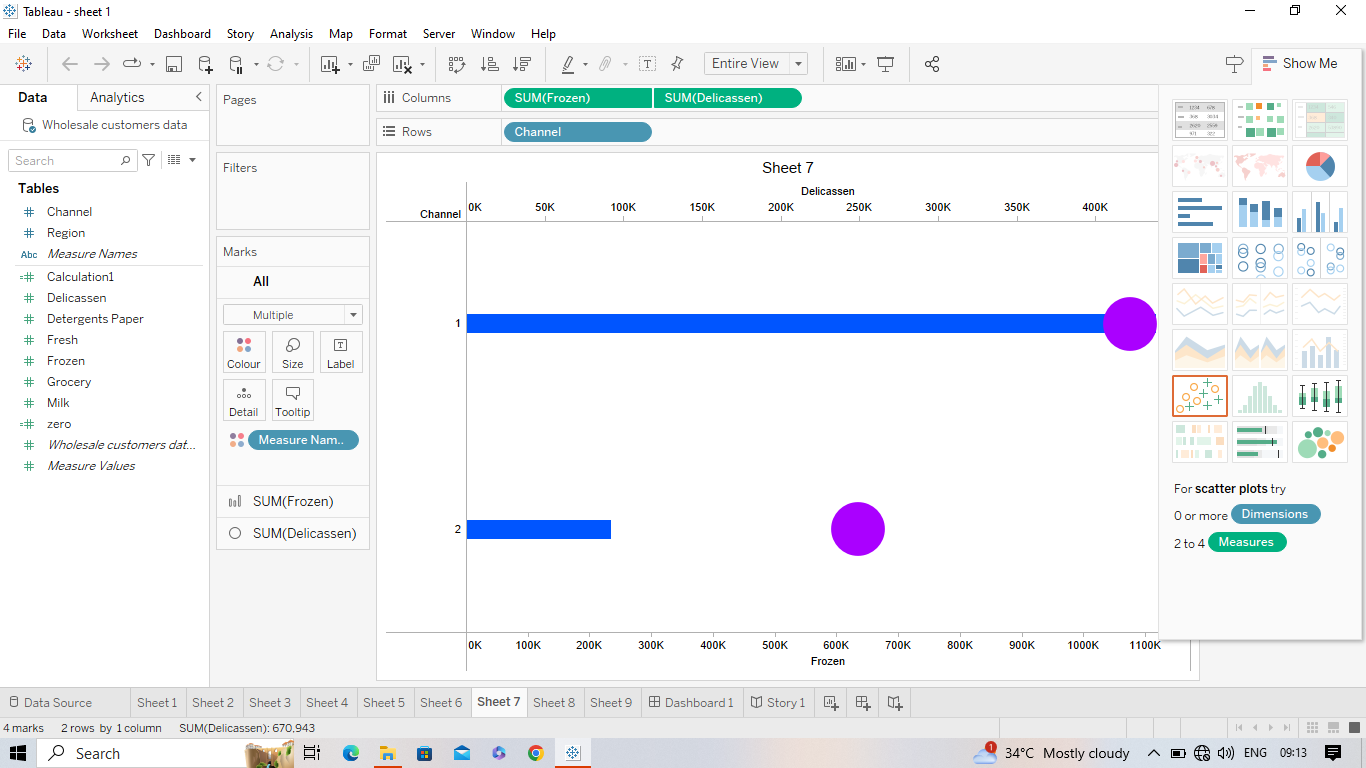 Tableau - sheet 1
File Data Worksheet Dashboard Story Analysis Map Format Server Window Help
Entire View
Show Me
Data Analytics
Wholesale customers data
Search
Tables
Channel
Region
Abc Measure Names
Calculation1
Delicassen
Detergents Paper
Fresh
Frozen
Grocery
Milk
zero
Wholesale customers dat...
Measure Values
Pages
Filters
Marks
All
Multiple
Colour Size Label
Detail Tooltip
Measure Nam..
SUM(Frozen)
SUM(Delicassen)
Columns SUM(Frozen) SUM(Delicassen)
Rows Channel
Sheet 7
Delicassen
Channel 0K 50K 100K 150K 200K 250K 300K 350K 400K
1
2
0K 100K 200K 300K 400K 500K 600K 700K 800K 900K 1000K 1100K
Frozen
For scatter plots try
0 or more Dimensions
2 to 4 Measures
Data Source Sheet 1 Sheet 2 Sheet 3 Sheet 4 Sheet 5 Sheet 6 Sheet 7 Sheet 8 Sheet 9 Dashboard 1 Story 1
4 marks 2 rows by 1 column SUM(Delicassen): 670,943
Search 1 34°C Mostly cloudy ENG 09:13